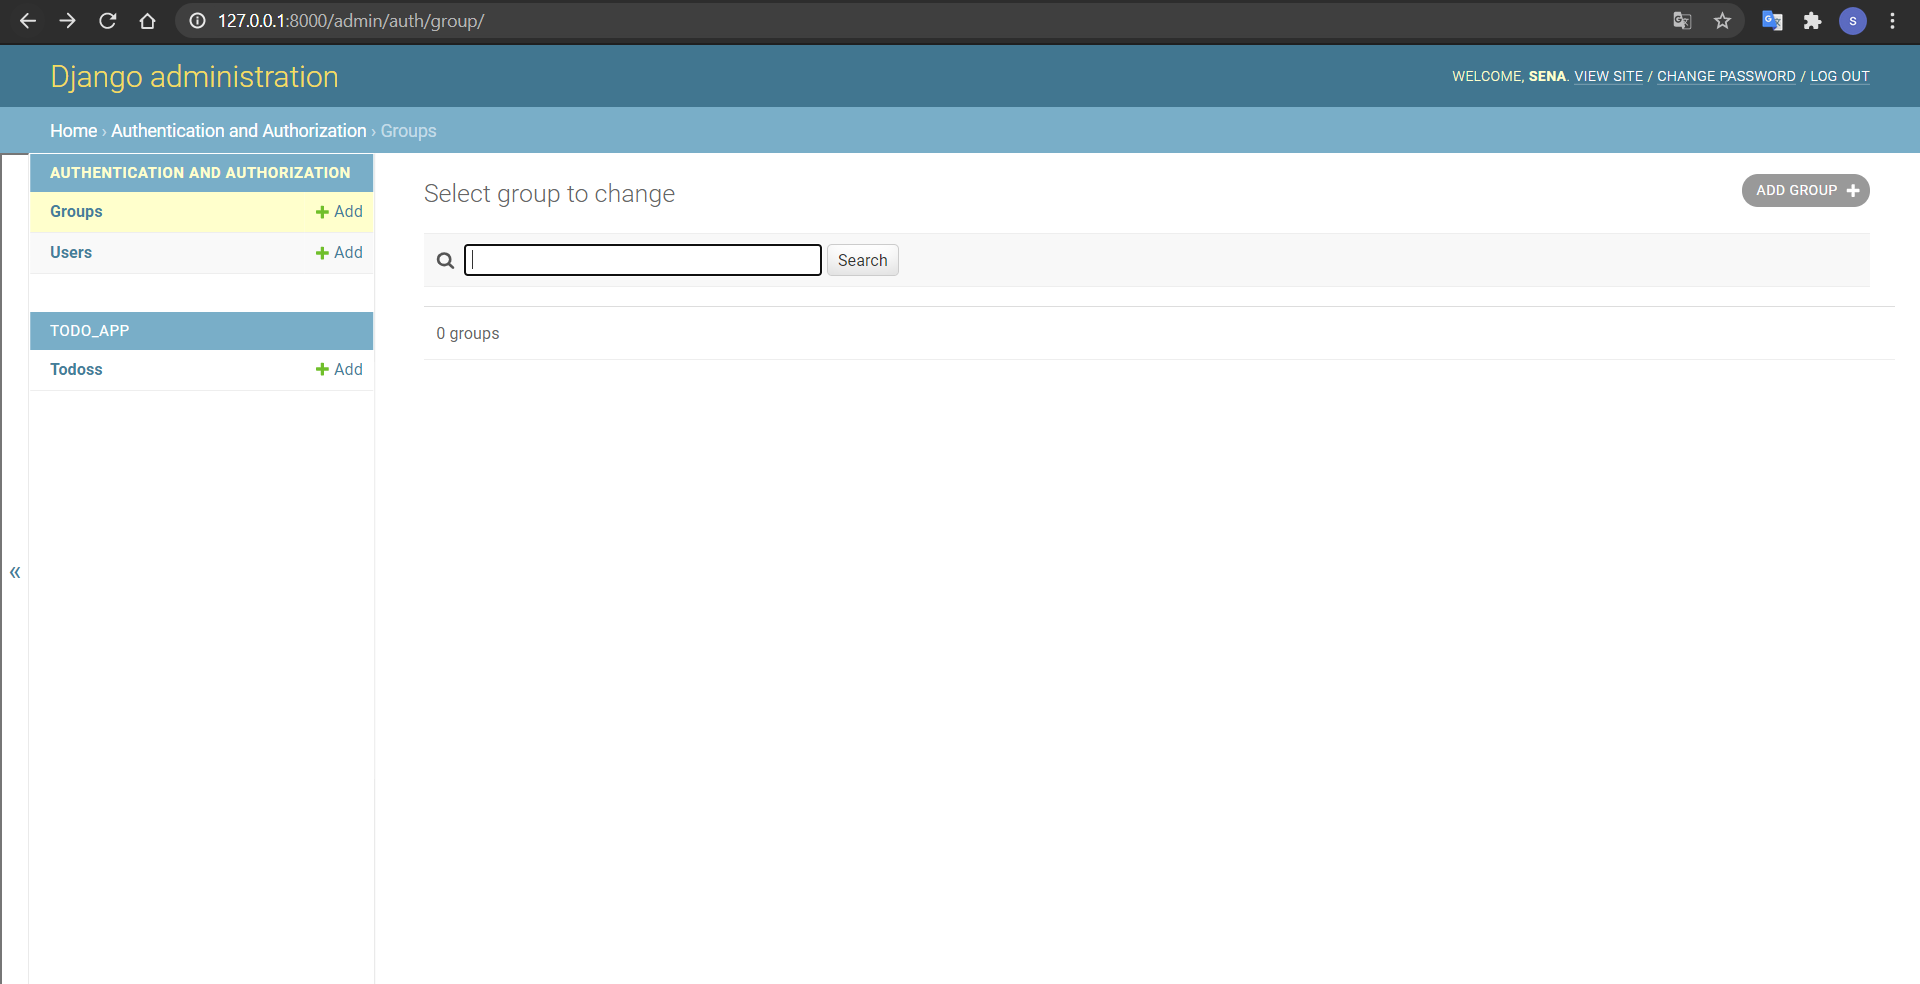 127.0.0.1:8000/admin/auth/group/
S
Django administration
WELCOME, SENA. VIEW SITE / CHANGE PASSWORD / LOG OUT
Home › Authentication and Authorization › Groups
AUTHENTICATION AND AUTHORIZATION
Groups + Add
Users + Add
TODO_APP
Todoss + Add
«
Select group to change
ADD GROUP +
Search
0 groups